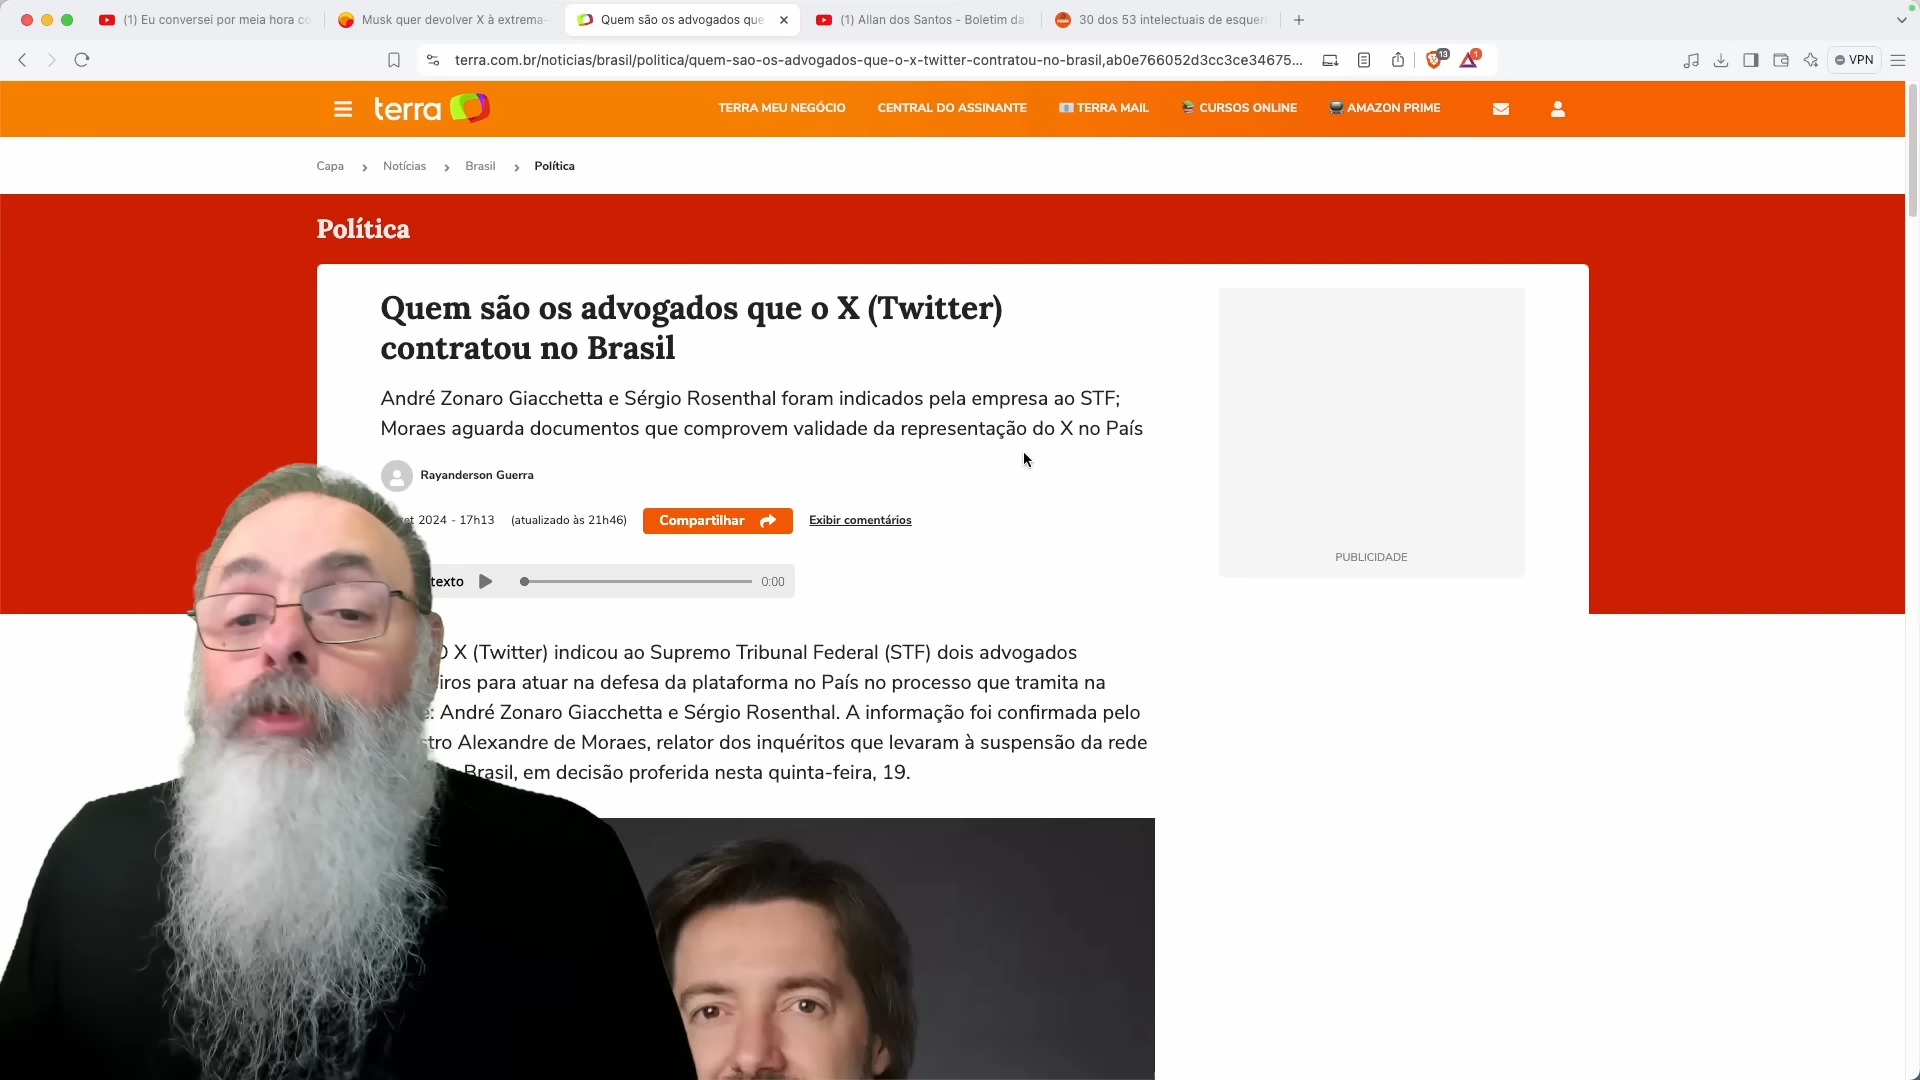 (1) Eu conversei por meia hora co
Musk quer devolver X à extrema-
Quem são os advogados que
(1) Allan dos Santos - Boletim da
30 dos 53 intelectuais de esquer
terra.com.br/noticias/brasil/politica/quem-sao-os-advogados-que-o-x-twitter-contratou-no-brasil,ab0e766052d3cc3ce34675...
13
1
VPN
terra
TERRA MEU NEGÓCIO
CENTRAL DO ASSINANTE
TERRA MAIL
CURSOS ONLINE
AMAZON PRIME
Capa
Notícias
Brasil
Política
Política
Quem são os advogados que o X (Twitter)
contratou no Brasil
André Zonaro Giacchetta e Sérgio Rosenthal foram indicados pela empresa ao STF;
Moraes aguarda documentos que comprovem validade da representação do X no País
Rayanderson Guerra
set 2024 - 17h13 (atualizado às 21h46)
Compartilhar
Exibir comentários
PUBLICIDADE
texto
0:00
O X (Twitter) indicou ao Supremo Tribunal Federal (STF) dois advogados
iros para atuar na defesa da plataforma no País no processo que tramita na
: André Zonaro Giacchetta e Sérgio Rosenthal. A informação foi confirmada pelo
stro Alexandre de Moraes, relator dos inquéritos que levaram à suspensão da rede
Brasil, em decisão proferida nesta quinta-feira, 19.